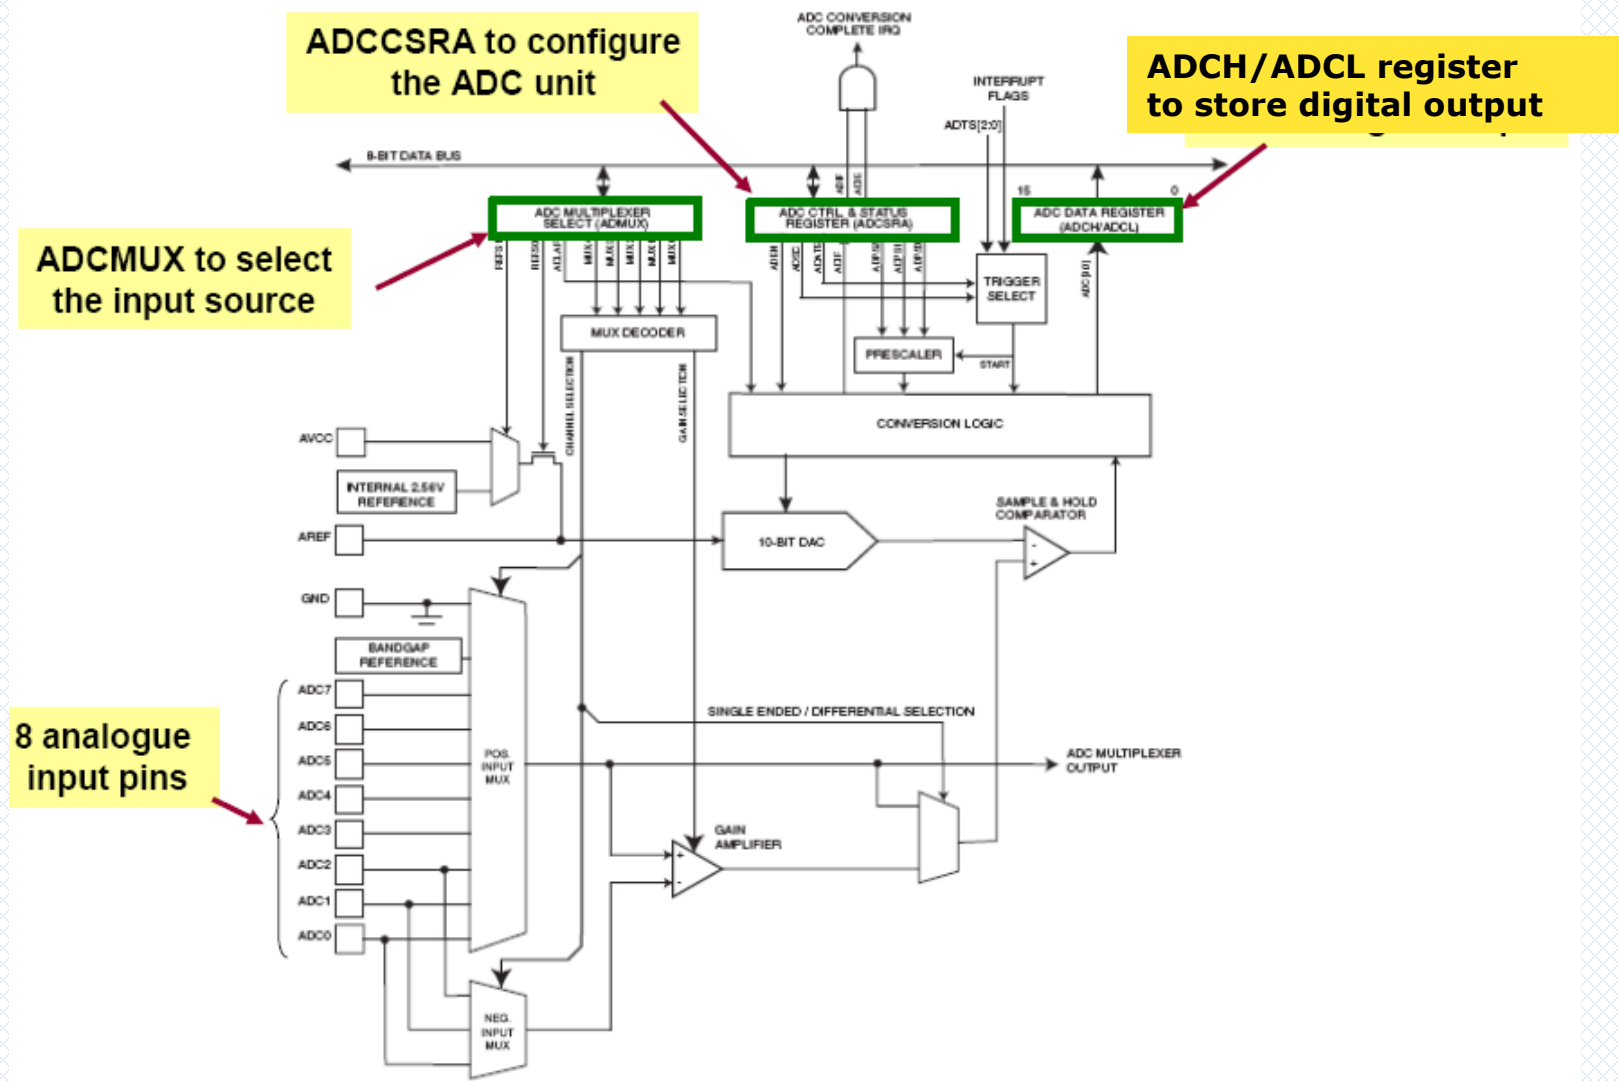 ADCCSRA to configure
the ADC unit
ADC CONVERSION
COMPLETE IRQ
ADCH/ADCL register
to store digital output
INTERRUPT
FLAGS
ADTS[2:0]
8-BIT DATA BUS
ADIF
ADIE
15
0
ADC MULTIPLEXER
SELECT (ADMUX)
ADC CTRL & STATUS
REGISTER (ADCSRA)
ADC DATA REGISTER
(ADCH/ADCL)
ADCMUX to select
the input source
REFS1
REFS0
ADLAR
MUX4
MUX3
MUX2
MUX1
MUX0
ADEN
ADSC
ADATE
ADIF
ADPS2
ADPS1
ADPS0
TRIGGER
SELECT
ADC[9:0]
MUX DECODER
PRESCALER
START
CHANNEL SELECTION
GAIN SELECTION
CONVERSION LOGIC
AVCC
INTERNAL 2.56V
REFERENCE
SAMPLE & HOLD
COMPARATOR
AREF
10-BIT DAC
-
+
GND
BANDGAP
REFERENCE
ADC7
SINGLE ENDED / DIFFERENTIAL SELECTION
8 analogue
input pins
ADC6
ADC5
POS.
INPUT
MUX
ADC MULTIPLEXER
OUTPUT
ADC4
ADC3
GAIN
AMPLIFIER
+
-
ADC2
ADC1
ADC0
NEG.
INPUT
MUX